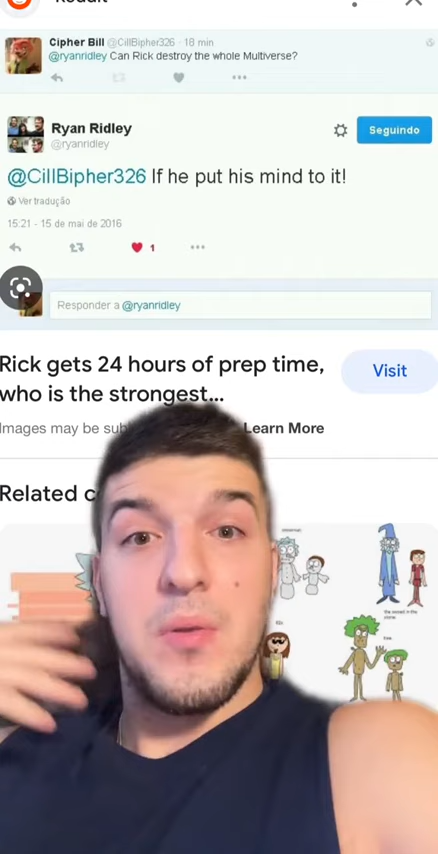 Cipher Bill @CillBipher326 · 18 min
@ryanridley Can Rick destroy the whole Multiverse?
Ryan Ridley
@ryanridley
Seguindo
@CillBipher326 If he put his mind to it!
Ver tradução
15:21 - 15 de mai de 2016
1
Responder a @ryanridley
Rick gets 24 hours of prep time,
who is the strongest...
Visit
Images may be
Learn More
Related